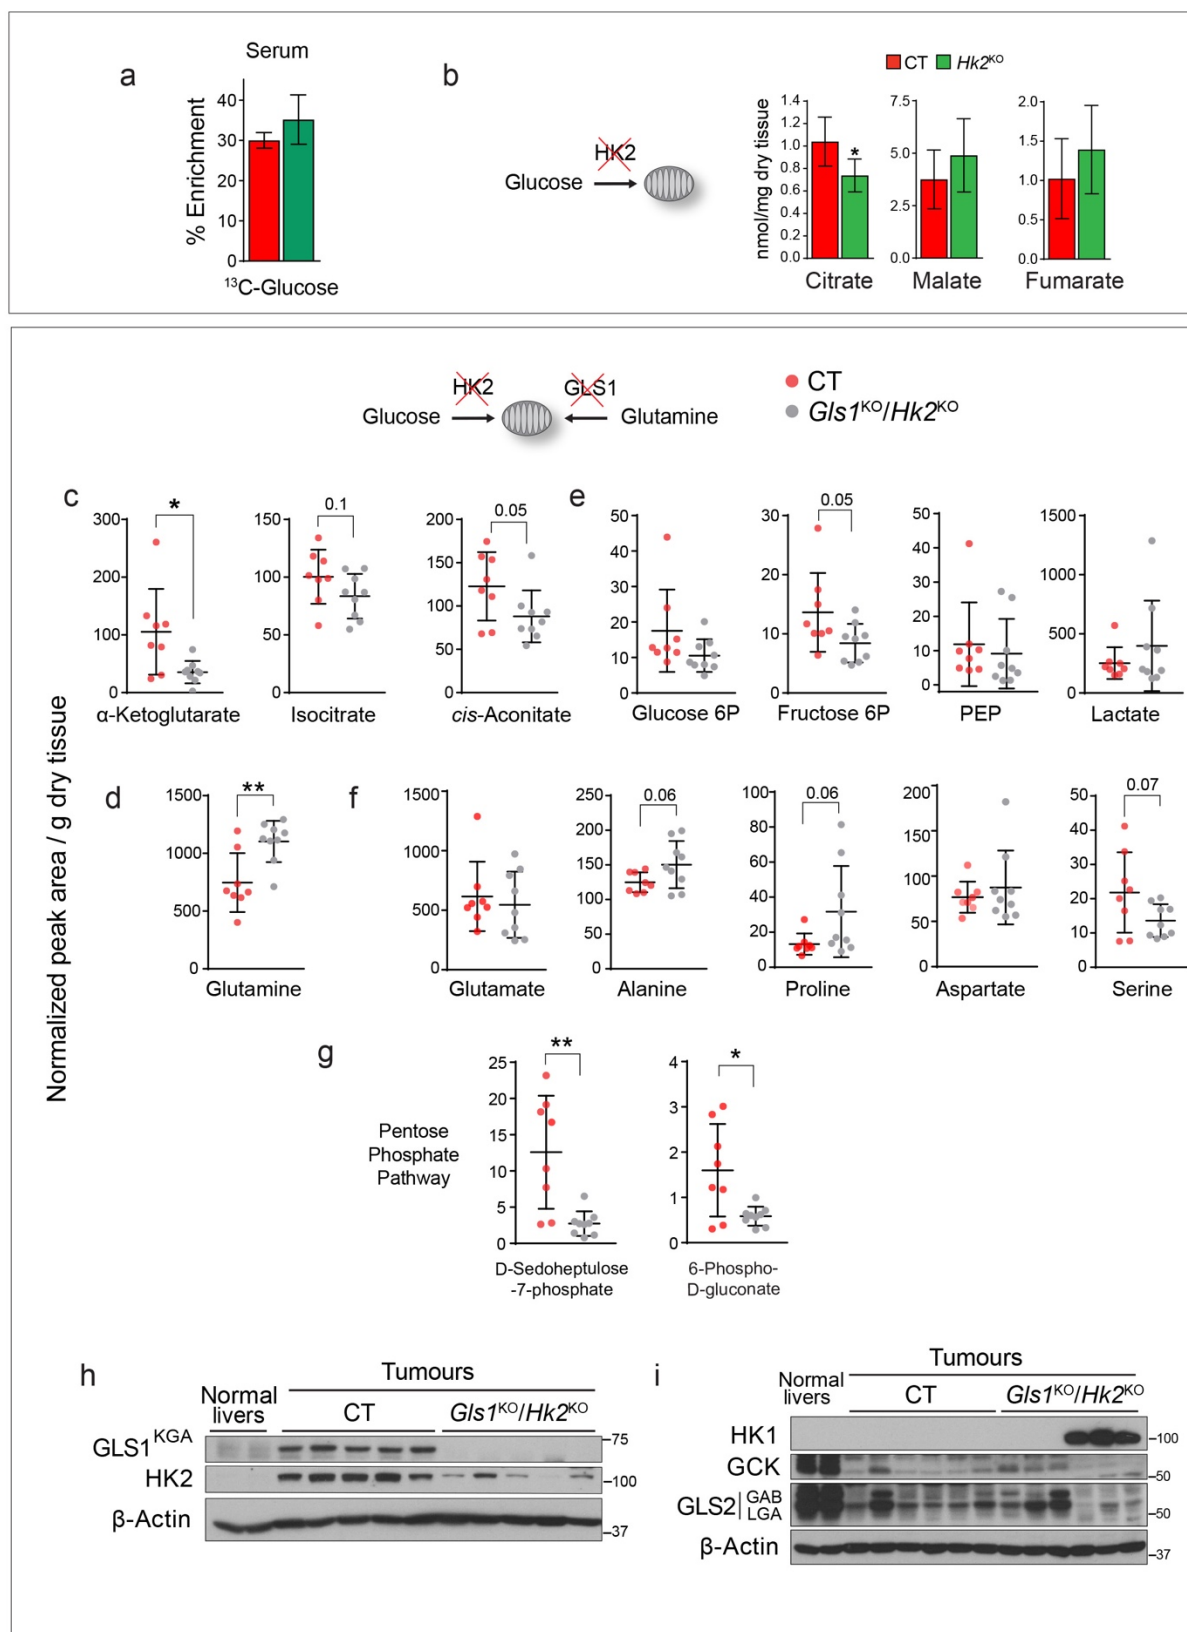 a
Serum
% Enrichment
40
30
20
10
0
¹³C-Glucose
b
Glucose
HK2
CT
Hk2ᴷᴼ
nmol/mg dry tissue
1.4
1.2
1.0
0.8
0.6
0.4
0.2
0.0
*
Citrate
7.5
5.0
2.5
0.0
Malate
2.0
1.5
1.0
0.5
0.0
Fumarate
HK2
GLS1
Glucose
Glutamine
CT
Gls1ᴷᴼ/Hk2ᴷᴼ
Normalized peak area / g dry tissue
c
300
200
100
0
*
α-Ketoglutarate
150
100
50
0
0.1
Isocitrate
200
150
100
50
0
0.05
cis-Aconitate
e
50
40
30
20
10
0
Glucose 6P
30
20
10
0
0.05
Fructose 6P
50
40
30
20
10
0
PEP
1500
1000
500
0
Lactate
d
1500
1000
500
0
**
Glutamine
f
1500
1000
500
0
Glutamate
250
200
150
100
50
0
0.06
Alanine
100
80
60
40
20
0
0.06
Proline
200
150
100
50
0
Aspartate
50
40
30
20
10
0
0.07
Serine
g
Pentose
Phosphate
Pathway
25
20
15
10
5
0
**
D-Sedoheptulose
-7-phosphate
4
3
2
1
0
*
6-Phospho-
D-gluconate
h
Tumours
Normal
livers
CT
Gls1ᴷᴼ/Hk2ᴷᴼ
GLS1ᴷᴳᴬ
–75
HK2
–100
β-Actin
–37
i
Tumours
Normal
livers
CT
Gls1ᴷᴼ/Hk2ᴷᴼ
HK1
–100
GCK
–50
GLS2
GAB
LGA
–50
β-Actin
–37